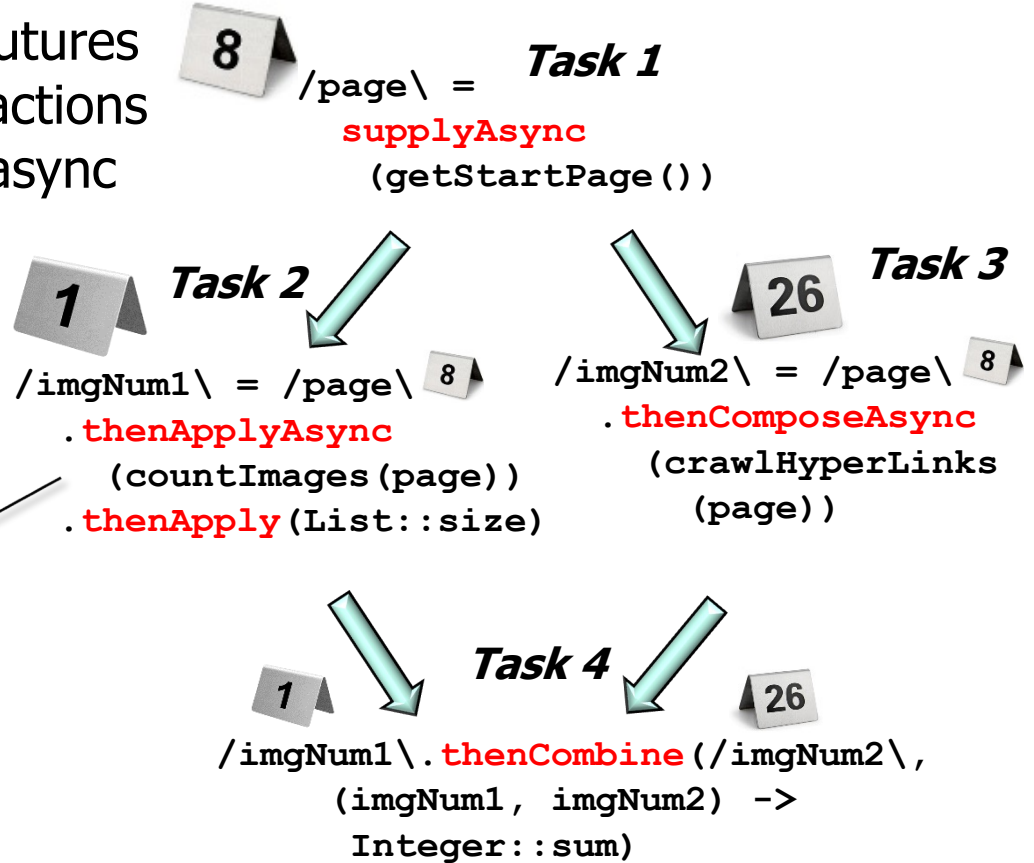 utures
actions
async
8
Task 1
/page\ =
supplyAsync
(getStartPage())
1
Task 2
/imgNum1\ = /page\ 8
.thenApplyAsync
(countImages(page))
.thenApply(List::size)
26
Task 3
/imgNum2\ = /page\ 8
.thenComposeAsync
(crawlHyperLinks
(page))
Task 4
1
26
/imgNum1\.thenCombine(/imgNum2\,
(imgNum1, imgNum2) ->
Integer::sum)